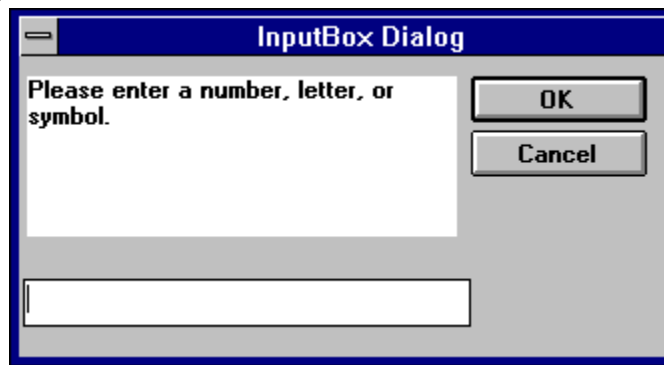 InputBox Dialog
Please enter a number, letter, or
symbol.
OK
Cancel